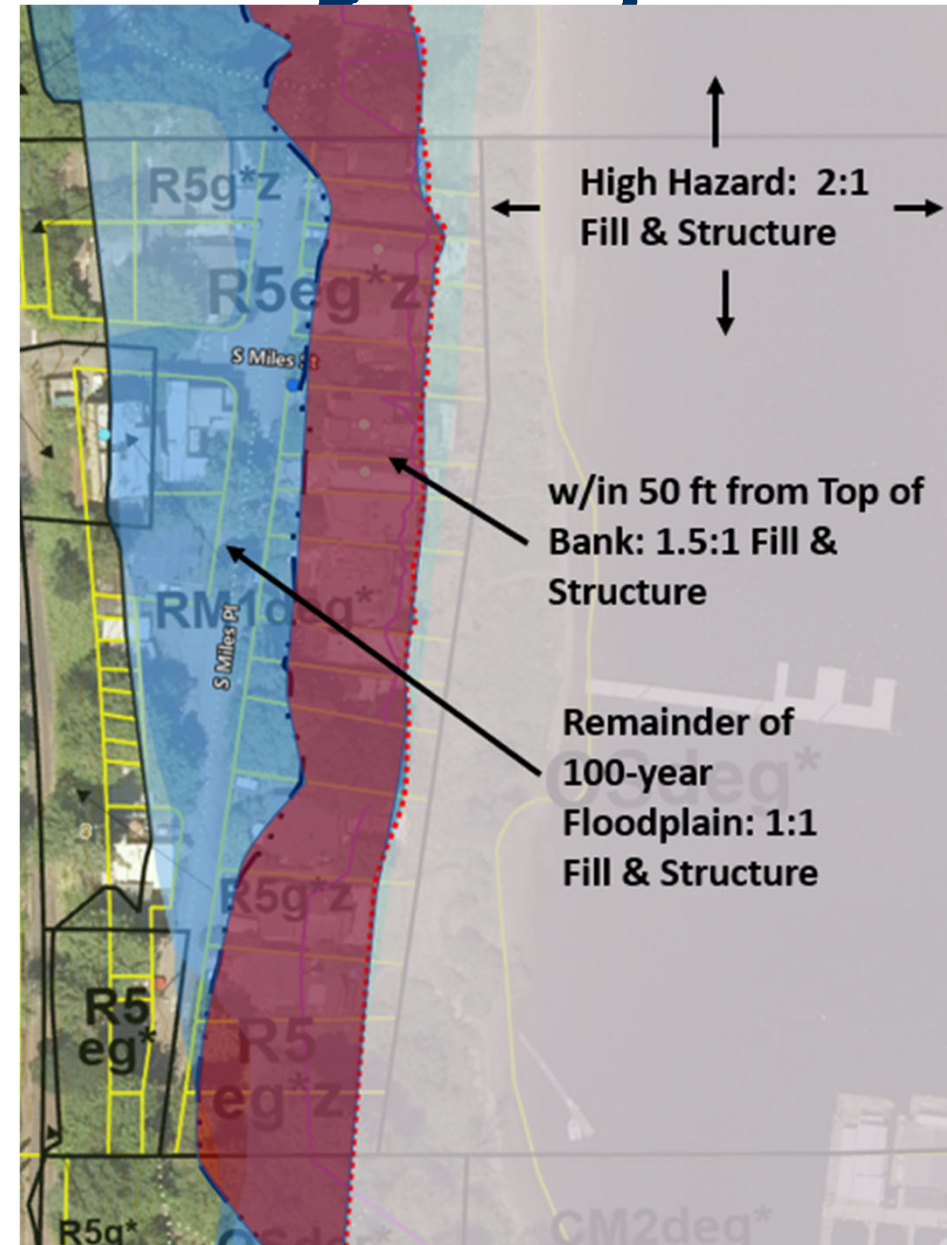 R5g*z
High Hazard: 2:1
Fill & Structure
R5eg*z
S Miles St
w/in 50 ft from Top of
Bank: 1.5:1 Fill &
Structure
RM1deg*
S Miles Pl
Remainder of
100-year
Floodplain: 1:1
Fill & Structure
OSdeg*
R5g*z
R5
eg*
R5
eg*z
R5g*
OSdeg*
CM2deg*